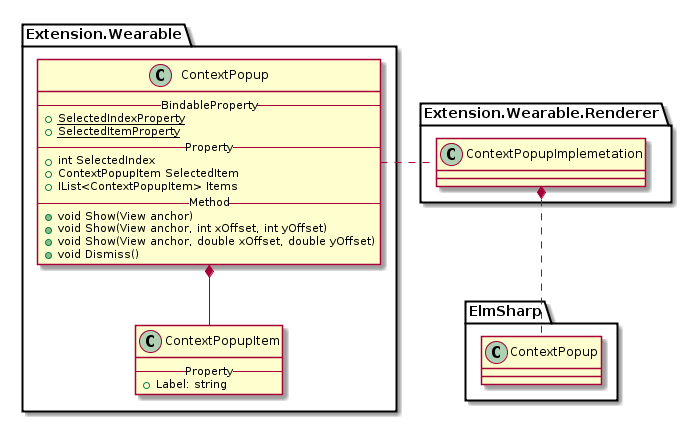 Extension.Wearable
C ContextPopup
BindableProperty
SelectedIndexProperty
SelectedItemProperty
Property
int SelectedIndex
ContextPopupItem SelectedItem
IList<ContextPopupItem> Items
Method
void Show(View anchor)
void Show(View anchor, int xOffset, int yOffset)
void Show(View anchor, double xOffset, double yOffset)
void Dismiss()
C ContextPopupItem
Property
Label: string
Extension.Wearable.Renderer
C ContextPopupImplemetation
ElmSharp
C ContextPopup